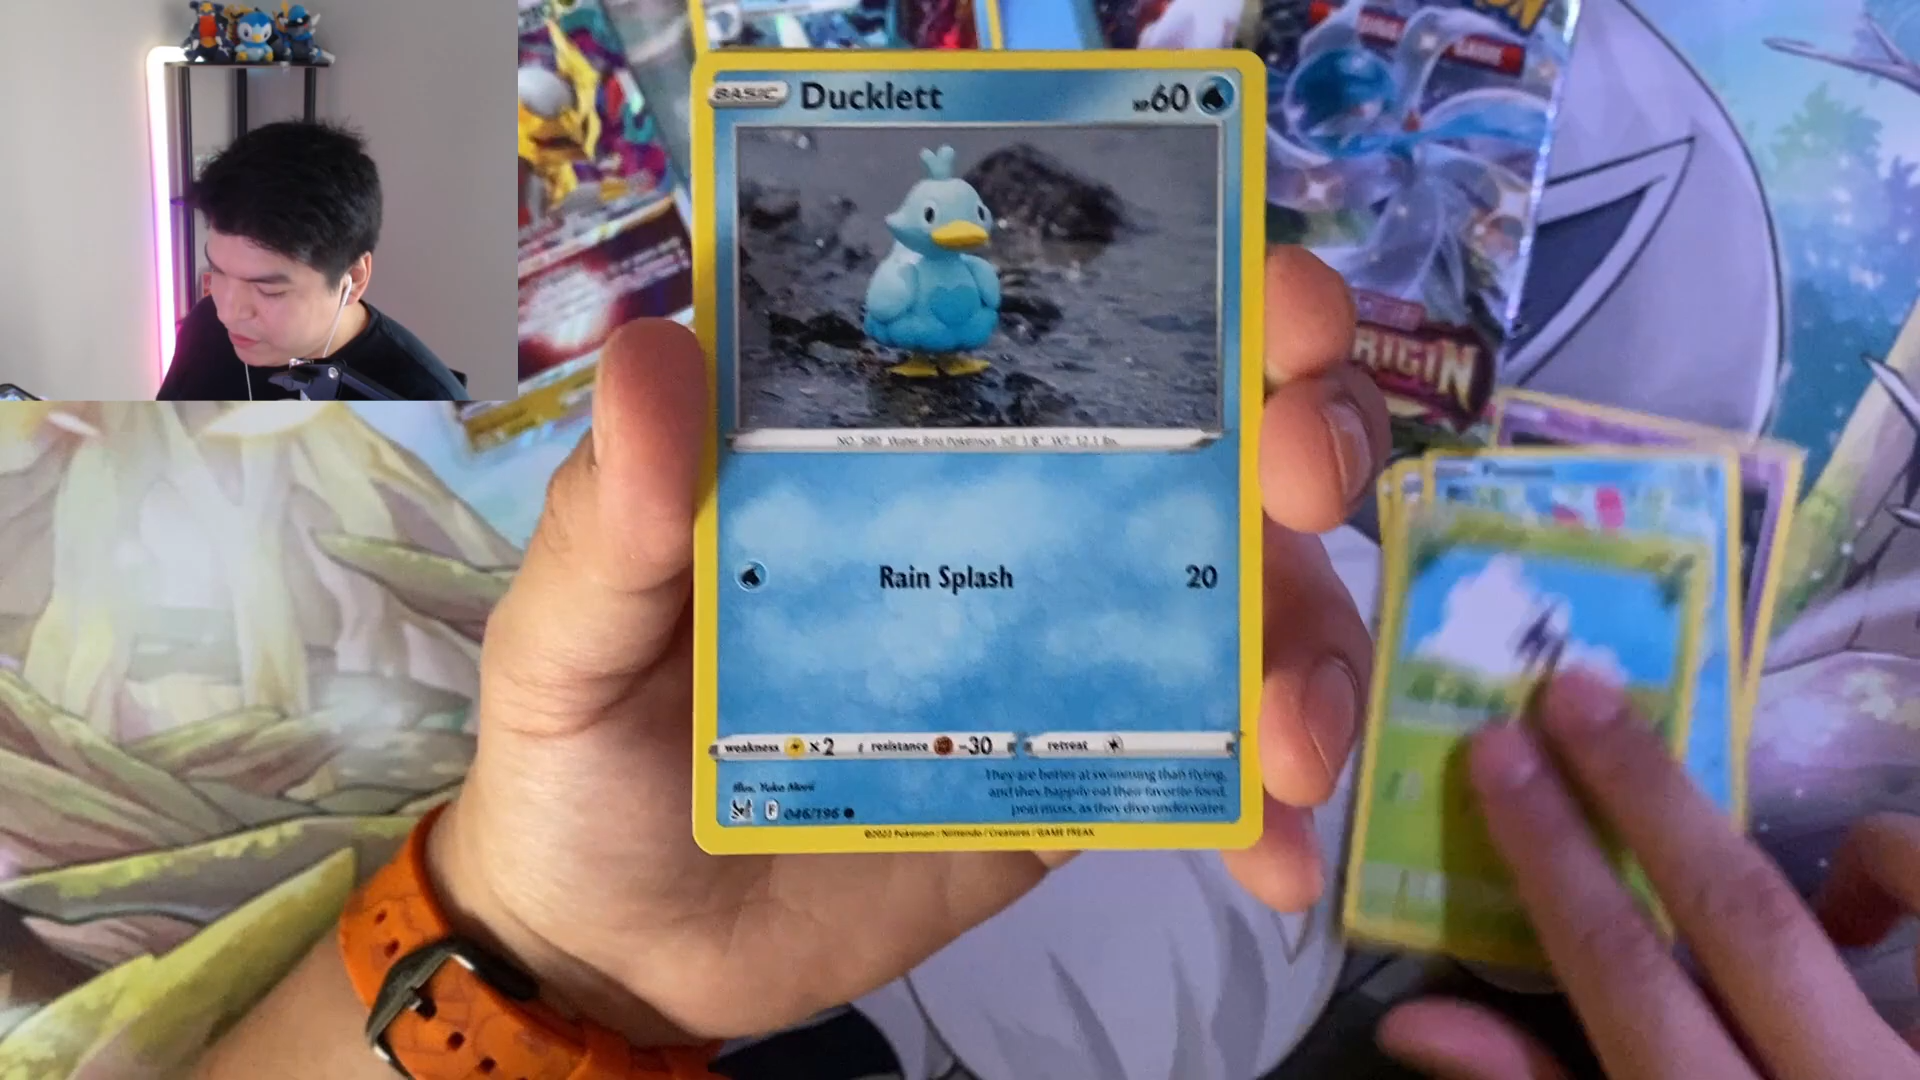 BASIC Ducklett HP60
NO. 580 Water Bird Pokémon HT: 1'8" WT: 12.1 lbs.
Rain Splash 20
weakness ×2 resistance -30 retreat
Illus. Yuka Morii
They are better at swimming than flying,
and they happily eat their favorite food,
peat moss, as they dive underwater.
F 046/196
©2022 Pokémon / Nintendo / Creatures / GAME FREAK
RIGIN